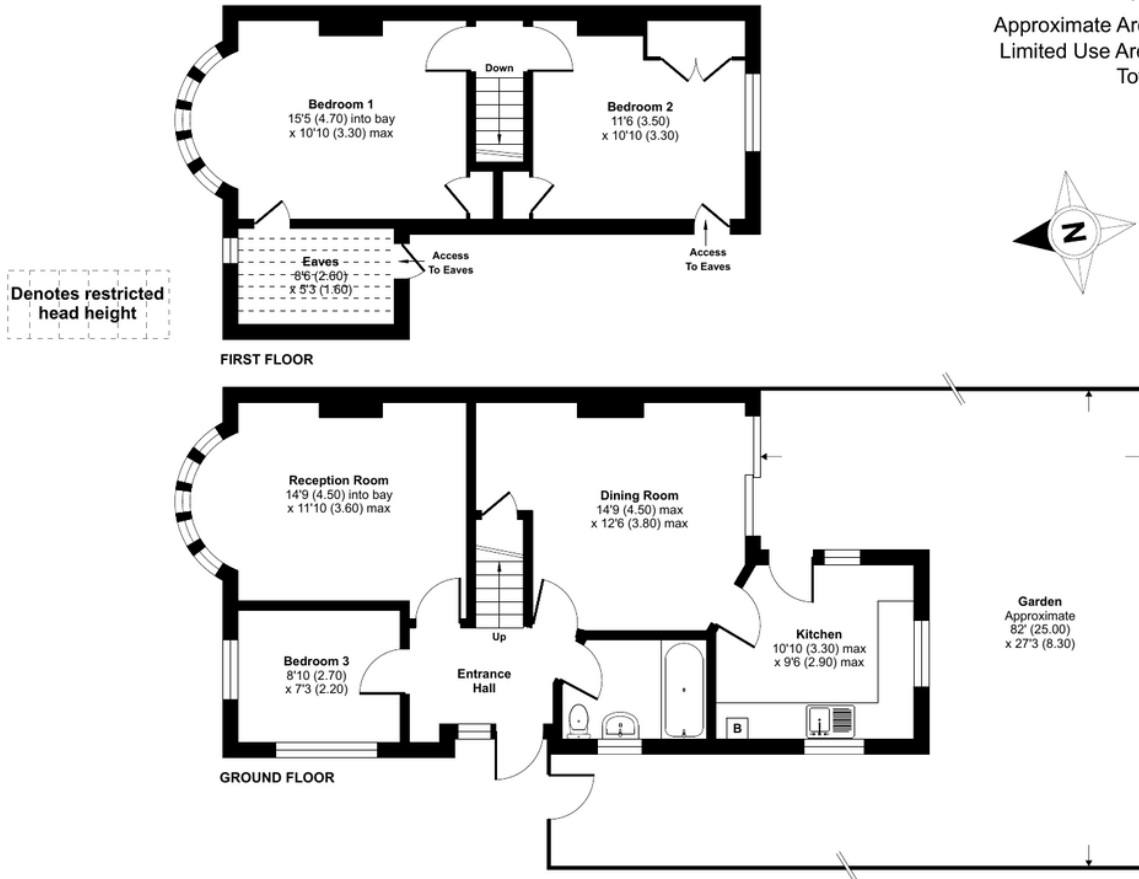 Approximate
Limited Use
Down
Bedroom 1
15'5 (4.70) into bay
x 10'10 (3.30) max
Bedroom 2
11'6 (3.50)
x 10'10 (3.30)
N
Eaves
8'6 (2.60)
x 5'3 (1.60)
Access
To Eaves
Access
To Eaves
Denotes restricted
head height
FIRST FLOOR
Reception Room
14'9 (4.50) into bay
x 11'10 (3.60) max
Dining Room
14'9 (4.50) max
x 12'6 (3.80) max
Garden
Approximate
82' (25.00)
x 27'3 (8.30)
Up
Kitchen
10'10 (3.30) max
x 9'6 (2.90) max
Bedroom 3
8'10 (2.70)
x 7'3 (2.20)
Entrance
Hall
B
GROUND FLOOR